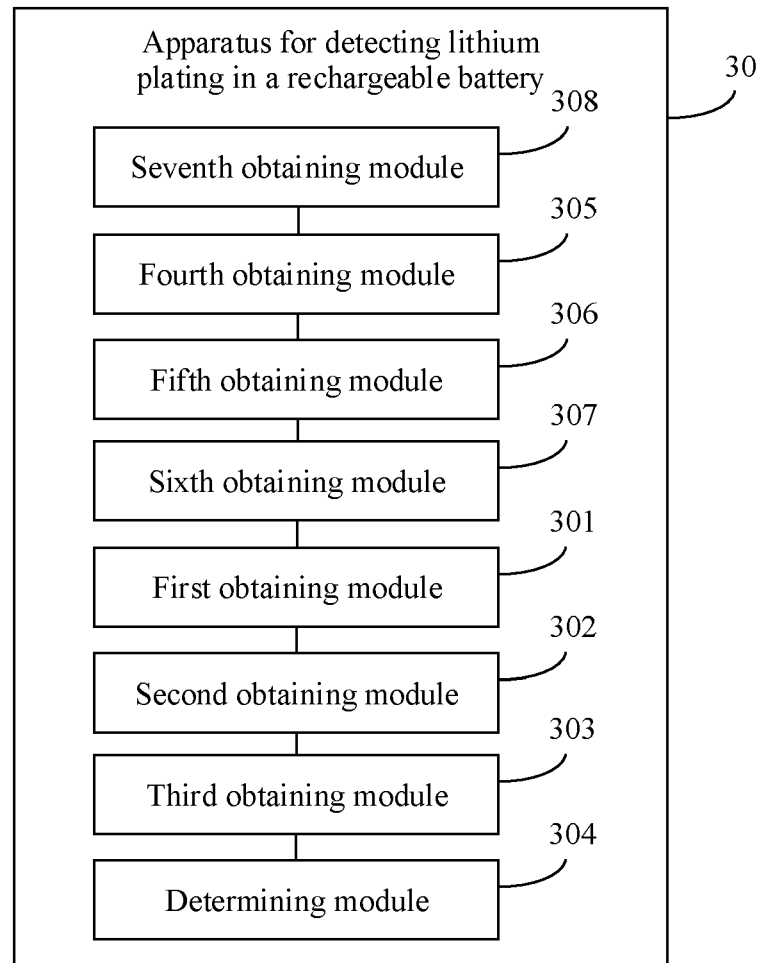 Apparatus for detecting lithium
plating in a rechargeable battery
30
308
Seventh obtaining module
305
Fourth obtaining module
306
Fifth obtaining module
307
Sixth obtaining module
301
First obtaining module
302
Second obtaining module
303
Third obtaining module
304
Determining module